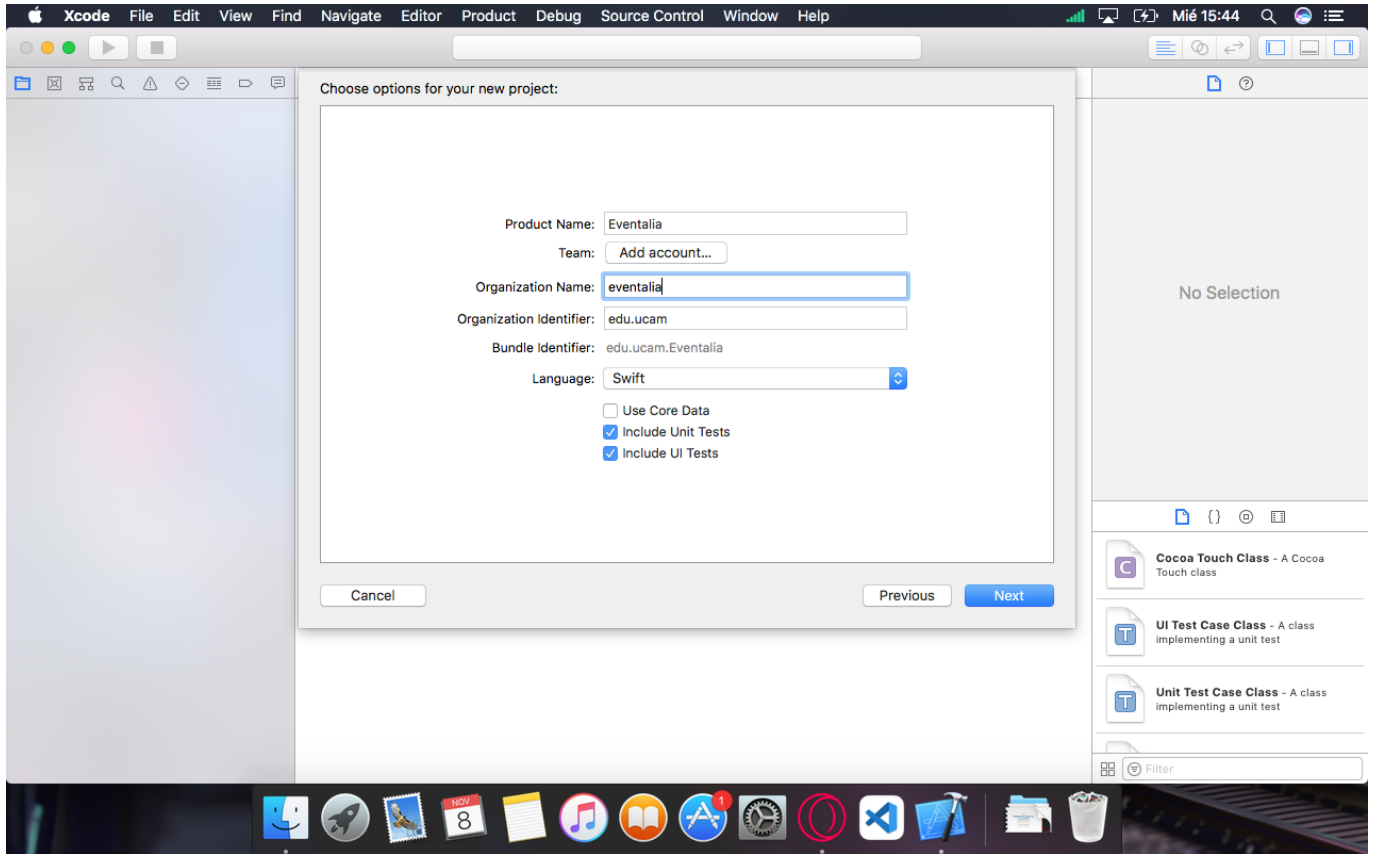 Xcode File Edit View Find Navigate Editor Product Debug Source Control Window Help Mié 15:44
Choose options for your new project:
Product Name: Eventalia
Team: Add account...
Organization Name: eventalia
Organization Identifier: edu.ucam
Bundle Identifier: edu.ucam.Eventalia
Language: Swift
Use Core Data
Include Unit Tests
Include UI Tests
Cancel Previous Next
No Selection
{}
C
Cocoa Touch Class - A Cocoa
Touch class
T
UI Test Case Class - A class
implementing a unit test
T
Unit Test Case Class - A class
implementing a unit test
Filter
NOV
8
1